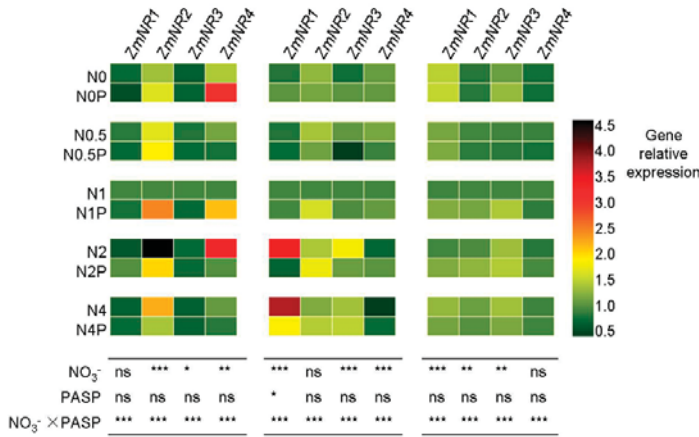 ZmNR1 ZmNR2 ZmNR3 ZmNR4 ZmNR1 ZmNR2 ZmNR3 ZmNR4 ZmNR1 ZmNR2 ZmNR3 ZmNR4
N0
N0P
N0.5
N0.5P
N1
N1P
N2
N2P
N4
N4P
4.5
4.0
3.5
3.0
2.5
2.0
1.5
1.0
0.5
Gene
relative
expression
NO₃⁻ ns *** * ** *** ns *** *** *** ** ** ns
PASP ns ns ns ns * ns ns ns ns ns ns ns
NO₃⁻ ×PASP *** *** *** *** *** *** *** *** *** *** *** ***